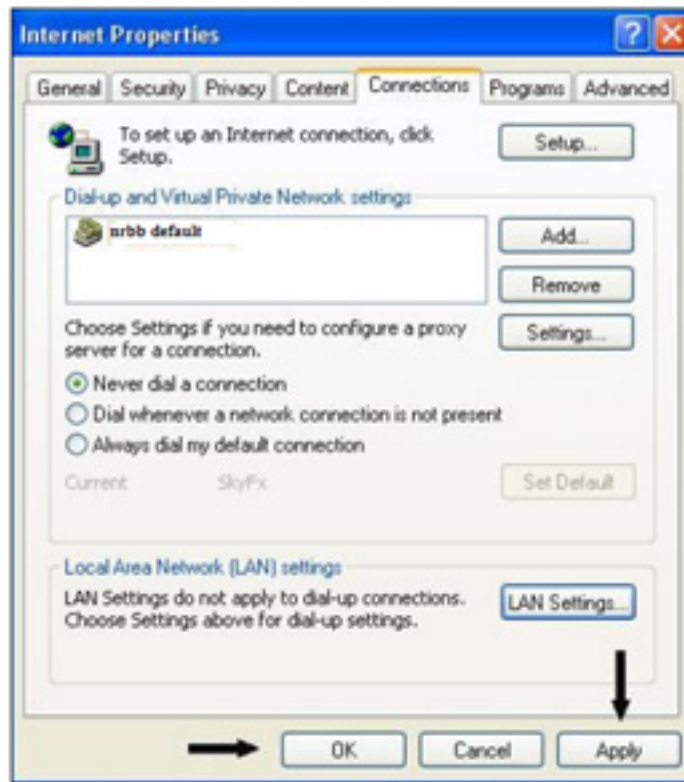 Internet Properties
General Security Privacy Content Connections Programs Advanced
To set up an Internet connection, click
Setup.
Setup...
Dial-up and Virtual Private Network settings
nrbb default
Add...
Remove
Choose Settings if you need to configure a proxy
server for a connection.
Settings...
Never dial a connection
Dial whenever a network connection is not present
Always dial my default connection
Current SkyFx Set Default
Local Area Network (LAN) settings
LAN Settings do not apply to dial-up connections.
Choose Settings above for dial-up settings.
LAN Settings...
OK Cancel Apply